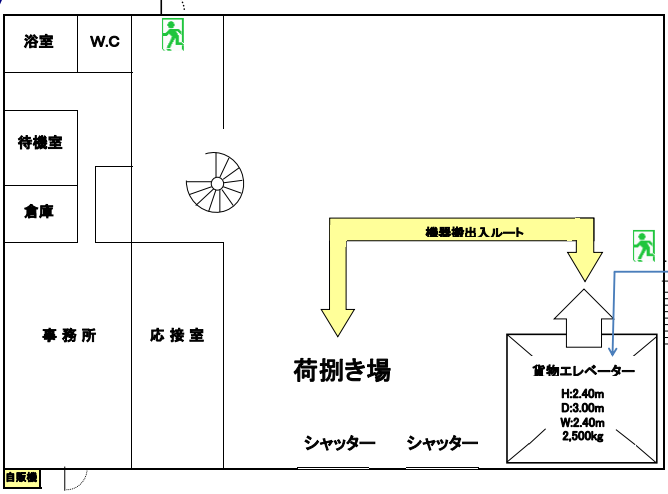 浴室
W.C
待機室
倉庫
機器搬出入ルート
事務所
応接室
荷捌き場
貨物エレベーター
H:2.40m
D:3.00m
W:2.40m
2,500kg
シャッター
シャッター
自販機